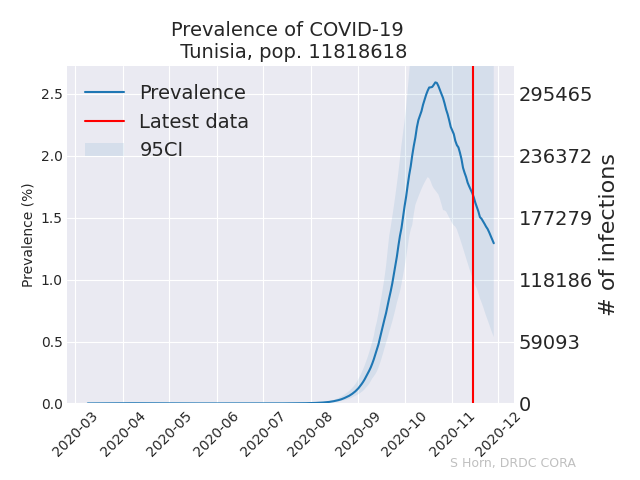 Prevalence of COVID-19
Tunisia, pop. 11818618
Prevalence
Latest data
95CI
Prevalence (%)
2.5
2.0
1.5
1.0
0.5
0.0
295465
236372
177279
118186
59093
0
# of infections
2020-03
2020-04
2020-05
2020-06
2020-07
2020-08
2020-09
2020-10
2020-11
2020-12
S Horn, DRDC CORA